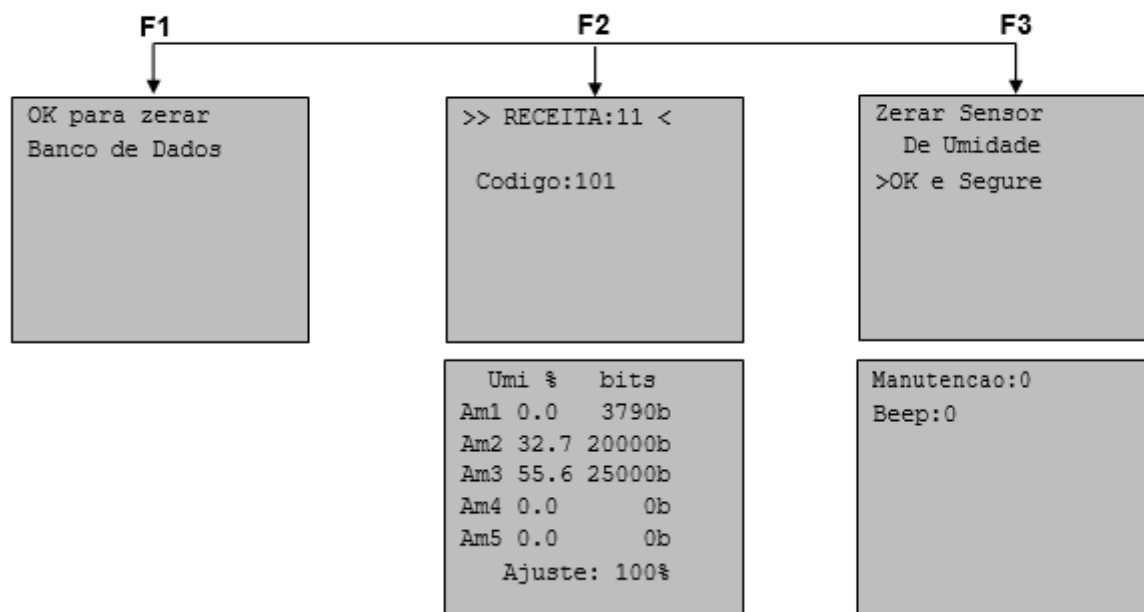 F1
F2
F3
OK para zerar
Banco de Dados
>> RECEITA:11 <
Codigo:101
Zerar Sensor
De Umidade
>OK e Segure
Umi % bits
Am1 0.0 3790b
Am2 32.7 20000b
Am3 55.6 25000b
Am4 0.0 0b
Am5 0.0 0b
Ajuste: 100%
Manutencao:0
Beep:0